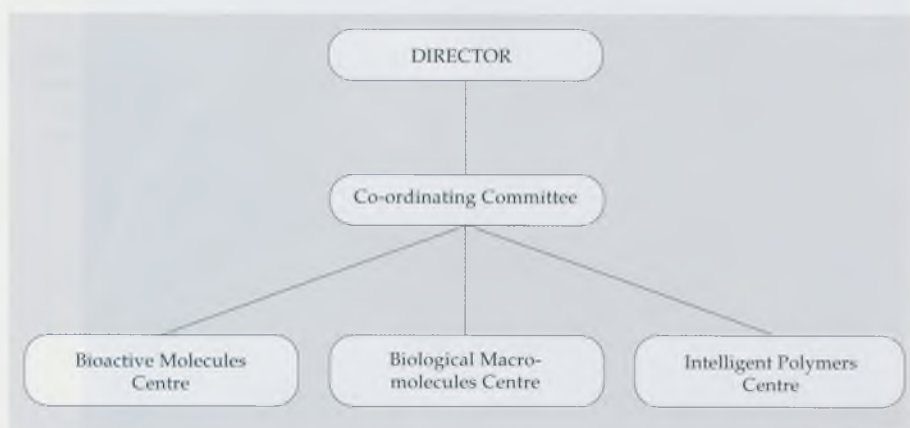 DIRECTOR
Co-ordinating Committee
Bioactive Molecules
Centre
Biological Macro-
molecules Centre
Intelligent Polymers
Centre